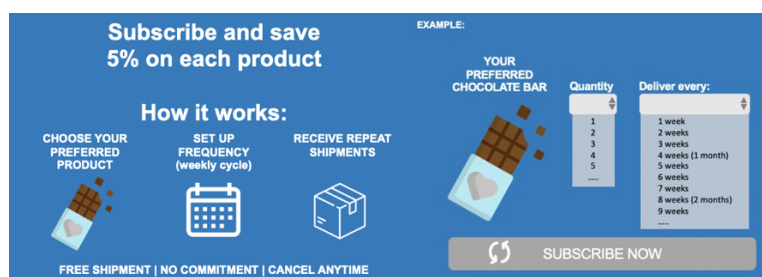 Subscribe and save
5% on each product
How it works:
CHOOSE YOUR
PREFERRED
PRODUCT
SET UP
FREQUENCY
(weekly cycle)
RECEIVE REPEAT
SHIPMENTS
FREE SHIPMENT | NO COMMITMENT | CANCEL ANYTIME
EXAMPLE:
YOUR
PREFERRED
CHOCOLATE BAR
Quantity
1
2
3
4
5
.....
Deliver every:
1 week
2 weeks
3 weeks
4 weeks (1 month)
5 weeks
6 weeks
7 weeks
8 weeks (2 months)
9 weeks
.....
SUBSCRIBE NOW